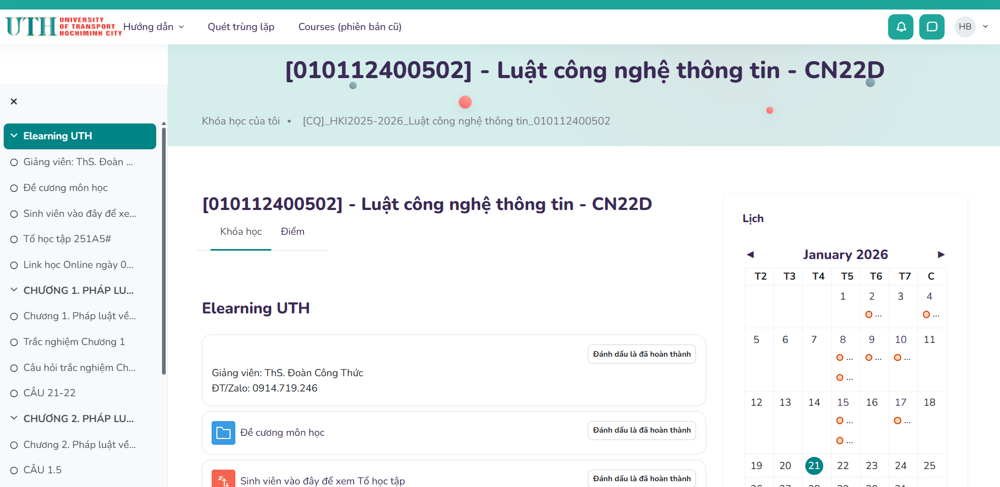 UTH UNIVERSITY
OF TRANSPORT
HOCHIMINH CITY
Hướng dẫn
Quét trùng lặp
Courses (phiên bản cũ)
HB
[010112400502] - Luật công nghệ thông tin - CN22D
Khóa học của tôi • [CQ]_HKI2025-2026_Luật công nghệ thông tin_010112400502
Elearning UTH
Giảng viên: ThS. Đoàn ...
Đề cương môn học
Sinh viên vào đây để xe...
Tổ học tập 251A5#
Link học Online ngày 0...
CHƯƠNG 1. PHÁP LU...
Chương 1. Pháp luật về...
Trắc nghiệm Chương 1
Câu hỏi trắc nghiệm Ch...
CÂU 21-22
CHƯƠNG 2. PHÁP LU...
Chương 2. Pháp luật về...
CÂU 1.5
[010112400502] - Luật công nghệ thông tin - CN22D
Khóa học
Điểm
Elearning UTH
Đánh dấu là đã hoàn thành
Giảng viên: ThS. Đoàn Công Thức
ĐT/Zalo: 0914.719.246
Đề cương môn học
Đánh dấu là đã hoàn thành
Sinh viên vào đây để xem Tổ học tập
Đánh dấu là đã hoàn thành
Lịch
◄ January 2026 ►
T2 T3 T4 T5 T6 T7 C
1 2 3 4
... ...
5 6 7 8 9 10 11
... ... ...
...
12 13 14 15 16 17 18
... ...
...
19 20 21 22 23 24 25
26 27 28 29 30 31